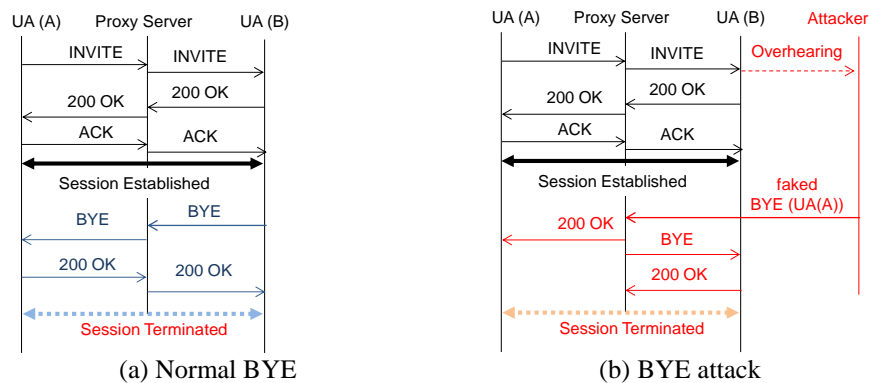 UA (A) Proxy Server UA (B)
INVITE
INVITE
200 OK
200 OK
ACK
ACK
Session Established
BYE
BYE
200 OK
200 OK
Session Terminated
(a) Normal BYE
UA (A) Proxy Server UA (B) Attacker
INVITE
INVITE
Overhearing
200 OK
200 OK
ACK
ACK
Session Established
faked
BYE (UA(A))
200 OK
BYE
200 OK
Session Terminated
(b) BYE attack